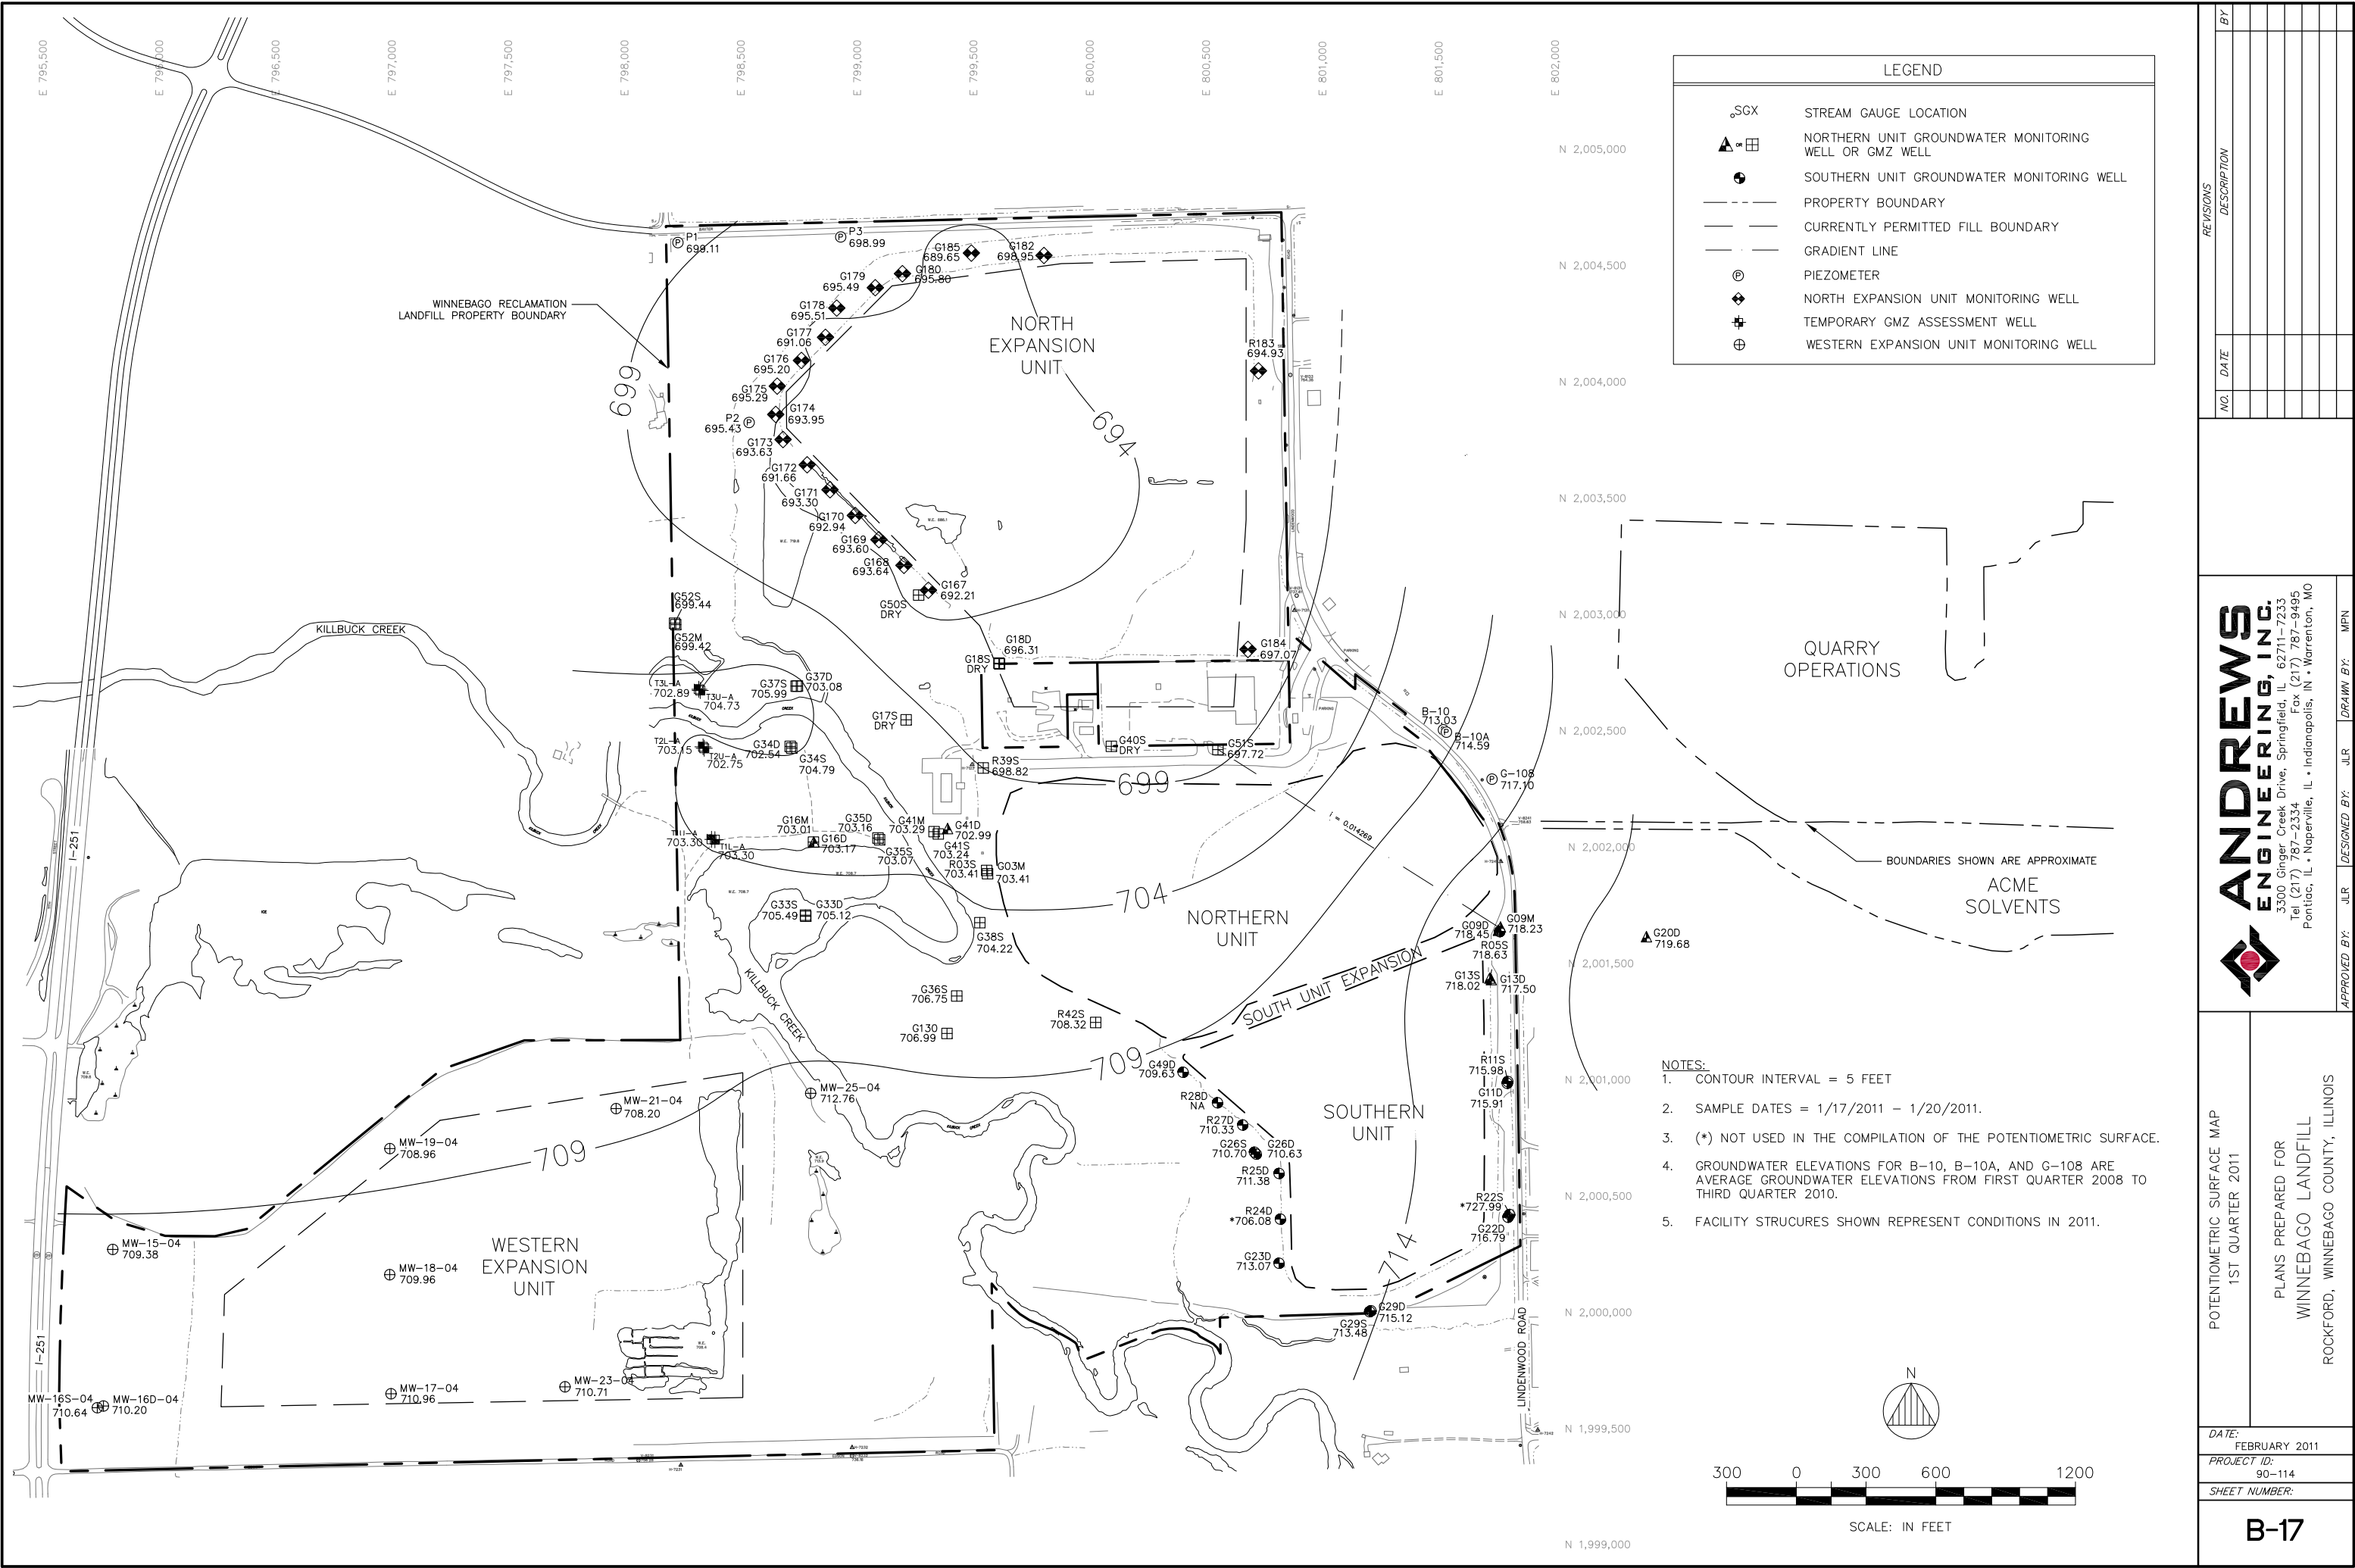 E 795,500
E 796,000
E 796,500
E 797,000
E 797,500
E 798,000
E 798,500
E 799,000
E 799,500
E 800,000
E 800,500
E 801,000
E 801,500
E 802,000
N 2,005,000
N 2,004,500
N 2,004,000
N 2,003,500
N 2,003,000
N 2,002,500
N 2,002,000
N 2,001,500
N 2,001,000
N 2,000,500
N 2,000,000
N 1,999,500
N 1,999,000
LEGEND
SGX STREAM GAUGE LOCATION
OR NORTHERN UNIT GROUNDWATER MONITORING
WELL OR GMZ WELL
SOUTHERN UNIT GROUNDWATER MONITORING WELL
PROPERTY BOUNDARY
CURRENTLY PERMITTED FILL BOUNDARY
GRADIENT LINE
P PIEZOMETER
NORTH EXPANSION UNIT MONITORING WELL
TEMPORARY GMZ ASSESSMENT WELL
WESTERN EXPANSION UNIT MONITORING WELL
P P1
699.11
P P3
698.99
G185
689.65
G182
698.95
G180
695.80
G179
695.49
G178
695.51
G177
691.06
G176
695.20
G175
695.29
G174
693.95
P2 P
695.43
G173
693.63
G172
691.66
G171
693.30
G170
692.94
G169
693.60
G168
693.64
G167
692.21
G50S
DRY
R183
694.93
G184
697.07
WINNEBAGO RECLAMATION
LANDFILL PROPERTY BOUNDARY
NORTH
EXPANSION
UNIT
699
694
G52S
699.44
G52M
699.42
KILLBUCK CREEK
T3L-A
702.89
T3U-A
704.73
G37S
705.99
G37D
703.08
G17S
DRY
G18D
696.31
G18S
DRY
T2L-A
703.15
T2U-A
702.75
G34D
702.54
G34S
704.79
R39S
698.82
G40S
DRY
G51S
697.72
B-10
713.03
B-10A
714.59
G-108
717.10
699
I = 0.014269
T1U-A
703.30
T1L-A
703.30
G16M
703.01
G16D
703.17
G35D
703.16
G35S
703.07
G41M
703.29
G41D
702.99
G41S
703.24
R03S
703.41
G03M
703.41
704
G33S
705.49
G33D
705.12
G38S
704.22
G36S
706.75
G130
706.99
R42S
708.32
KILLBUCK CREEK
NORTHERN
UNIT
SOUTH UNIT EXPANSION
G09D
718.45
G09M
718.23
R05S
718.63
G13S
718.02
G13D
717.50
G20D
719.68
QUARRY
OPERATIONS
BOUNDARIES SHOWN ARE APPROXIMATE
ACME
SOLVENTS
709
G49D
709.63
R28D
NA
R27D
710.33
G26S
710.70
G26D
710.63
R25D
711.38
R24D
*706.08
G23D
713.07
SOUTHERN
UNIT
R11S
715.98
G11D
715.91
R22S
*727.99
G22D
716.79
714
G29D
715.12
G29S
713.48
LINDENWOOD ROAD
I-251
I-251
MW-25-04
712.76
MW-21-04
708.20
MW-19-04
708.96
709
MW-15-04
709.38
MW-18-04
709.96
WESTERN
EXPANSION
UNIT
MW-16S-04
710.64
MW-16D-04
710.20
MW-17-04
710.96
MW-23-04
710.71
NOTES:
1. CONTOUR INTERVAL = 5 FEET
2. SAMPLE DATES = 1/17/2011 - 1/20/2011.
3. (*) NOT USED IN THE COMPILATION OF THE POTENTIOMETRIC SURFACE.
4. GROUNDWATER ELEVATIONS FOR B-10, B-10A, AND G-108 ARE
AVERAGE GROUNDWATER ELEVATIONS FROM FIRST QUARTER 2008 TO
THIRD QUARTER 2010.
5. FACILITY STRUCURES SHOWN REPRESENT CONDITIONS IN 2011.
N
300 0 300 600 1200
SCALE: IN FEET
REVISIONS
NO. DATE DESCRIPTION BY
ANDREWS
ENGINEERING, INC.
3300 Ginger Creek Drive, Springfield, IL 62711-7233
Tel (217) 787-2334 Fax (217) 787-9495
Pontiac, IL • Naperville, IL • Indianapolis, IN • Warrenton, MO
APPROVED BY: JLR DESIGNED BY: JLR DRAWN BY: MPN
POTENTIOMETRIC SURFACE MAP
1ST QUARTER 2011
PLANS PREPARED FOR
WINNEBAGO LANDFILL
ROCKFORD, WINNEBAGO COUNTY, ILLINOIS
DATE:
FEBRUARY 2011
PROJECT ID:
90-114
SHEET NUMBER:
B-17